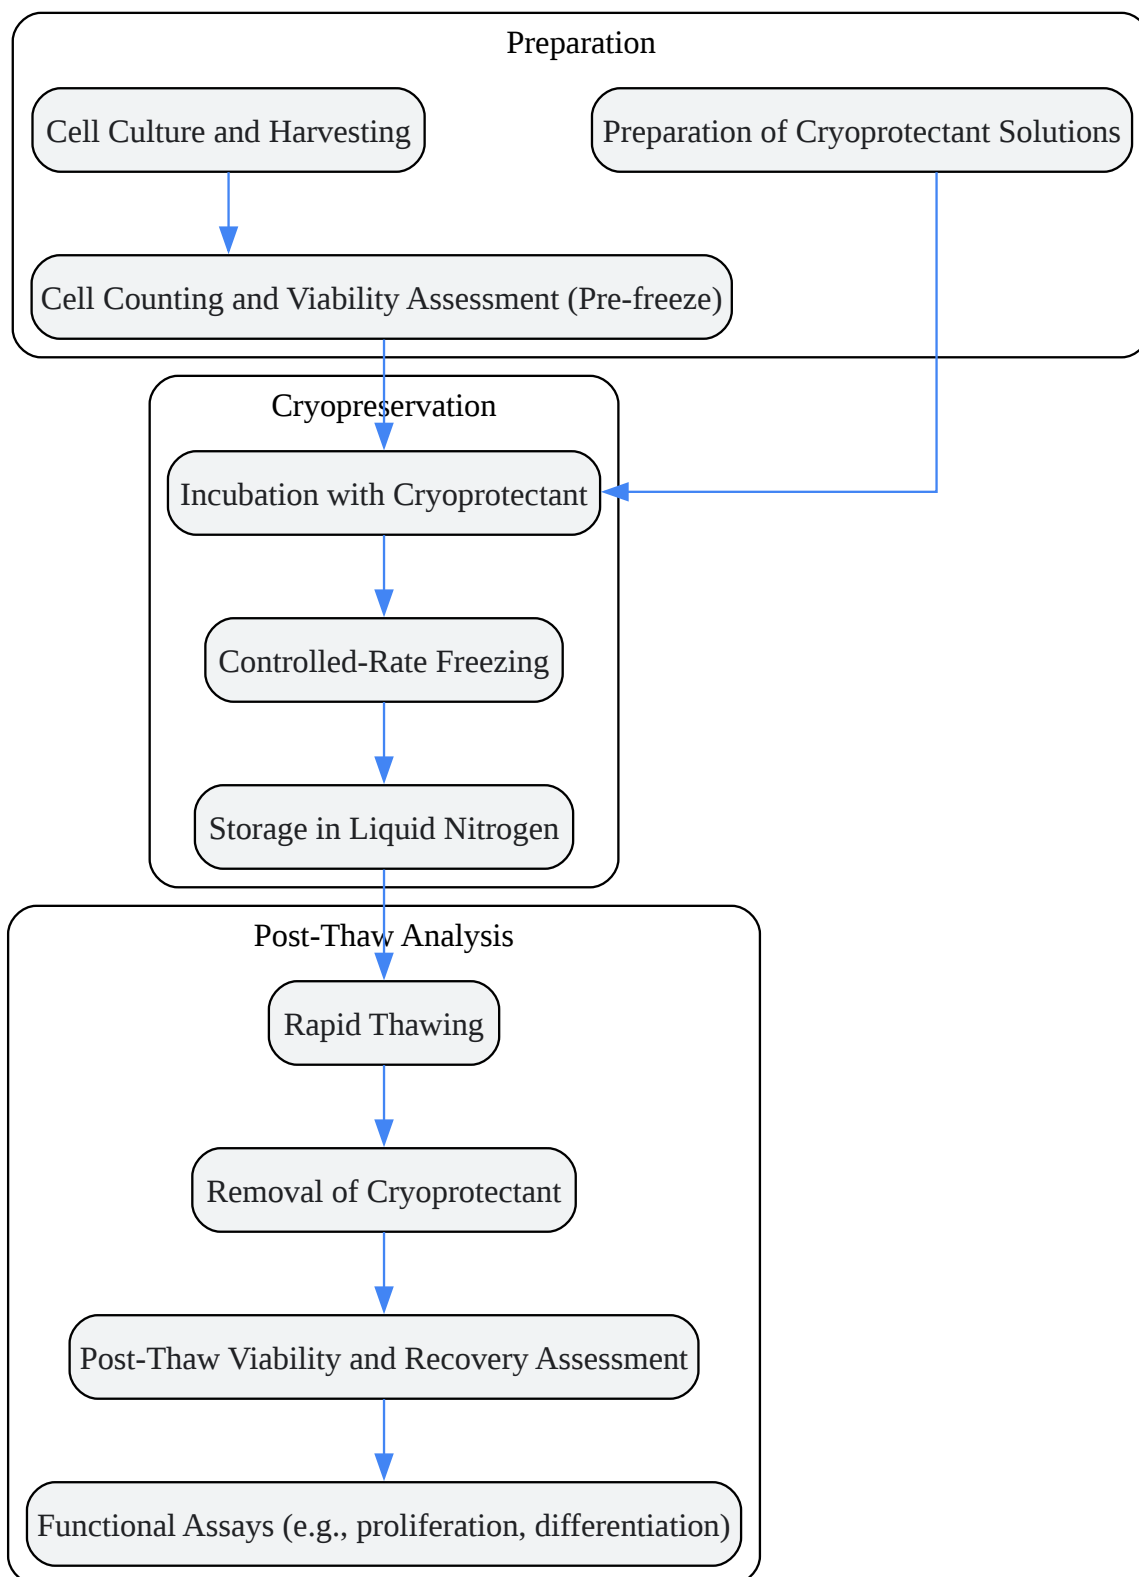 Preparation
Cell Culture and Harvesting
Preparation of Cryoprotectant Solutions
Cell Counting and Viability Assessment (Pre-freeze)
Cryopreservation
Incubation with Cryoprotectant
Controlled-Rate Freezing
Storage in Liquid Nitrogen
Post-Thaw Analysis
Rapid Thawing
Removal of Cryoprotectant
Post-Thaw Viability and Recovery Assessment
Functional Assays (e.g., proliferation, differentiation)